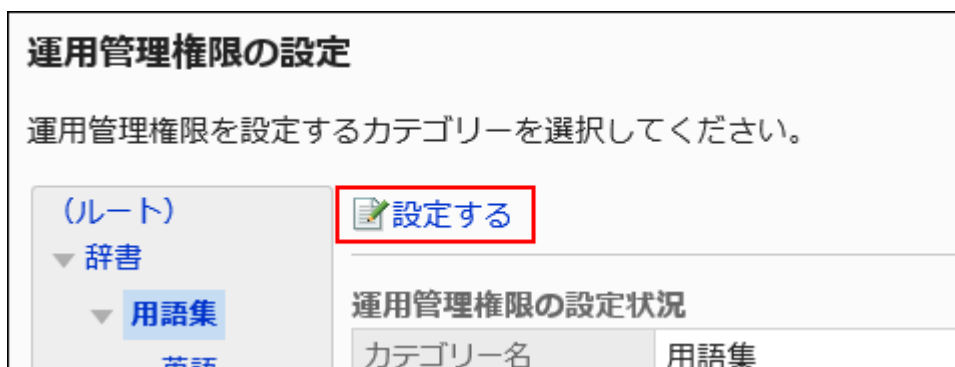 運用管理権限の設定
運用管理権限を設定するカテゴリーを選択してください。
(ルート)
辞書
用語集
英語
設定する
運用管理権限の設定状況
カテゴリー名 用語集